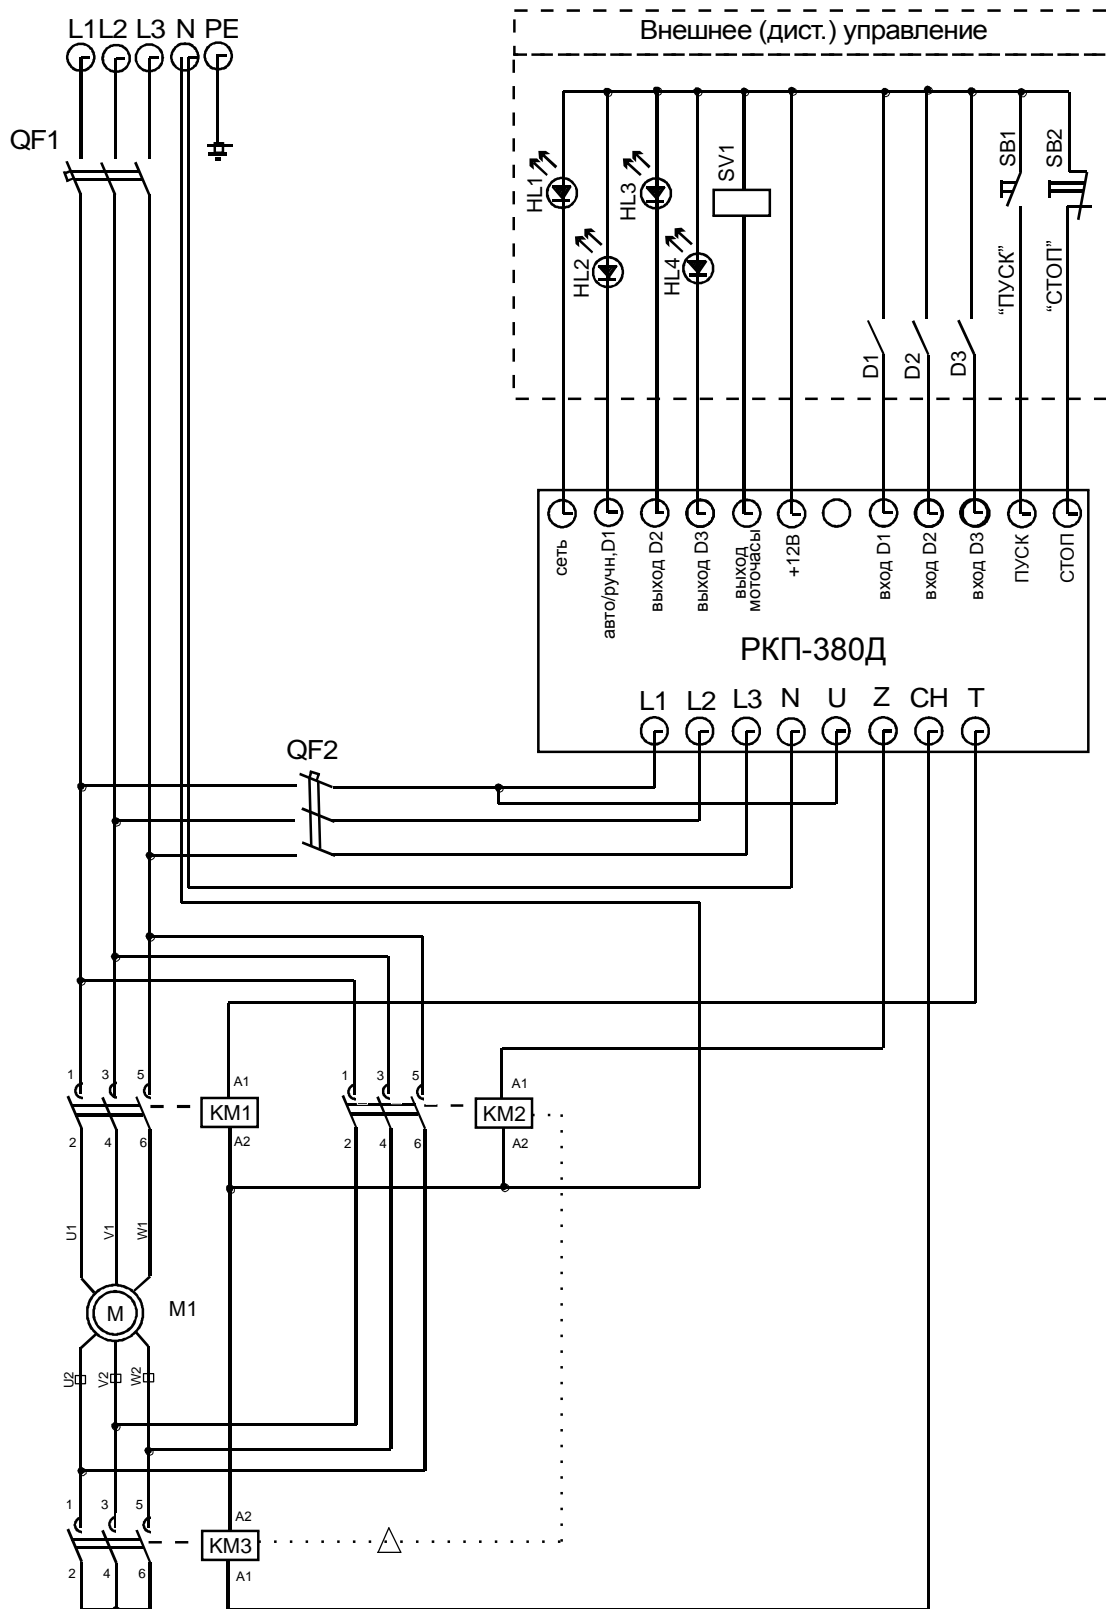 L1 L2 L3 N PE
Внешнее (дист.) управление
QF1
HL1
HL2
HL3
HL4
SV1
SB1
SB2
"ПУСК"
"СТОП"
D1
D2
D3
сеть
авто/ручн,D1
выход D2
выход D3
выход
моточасы
+12В
вход D1
вход D2
вход D3
ПУСК
СТОП
РКП-380Д
L1 L2 L3 N U Z CH T
QF2
1 3 5
A1
KM1
A2
2 4 6
1 3 5
A1
KM2
A2
2 4 6
U1
V1
W1
M
M1
U2
V2
W2
1 3 5
A2
KM3
A1
2 4 6